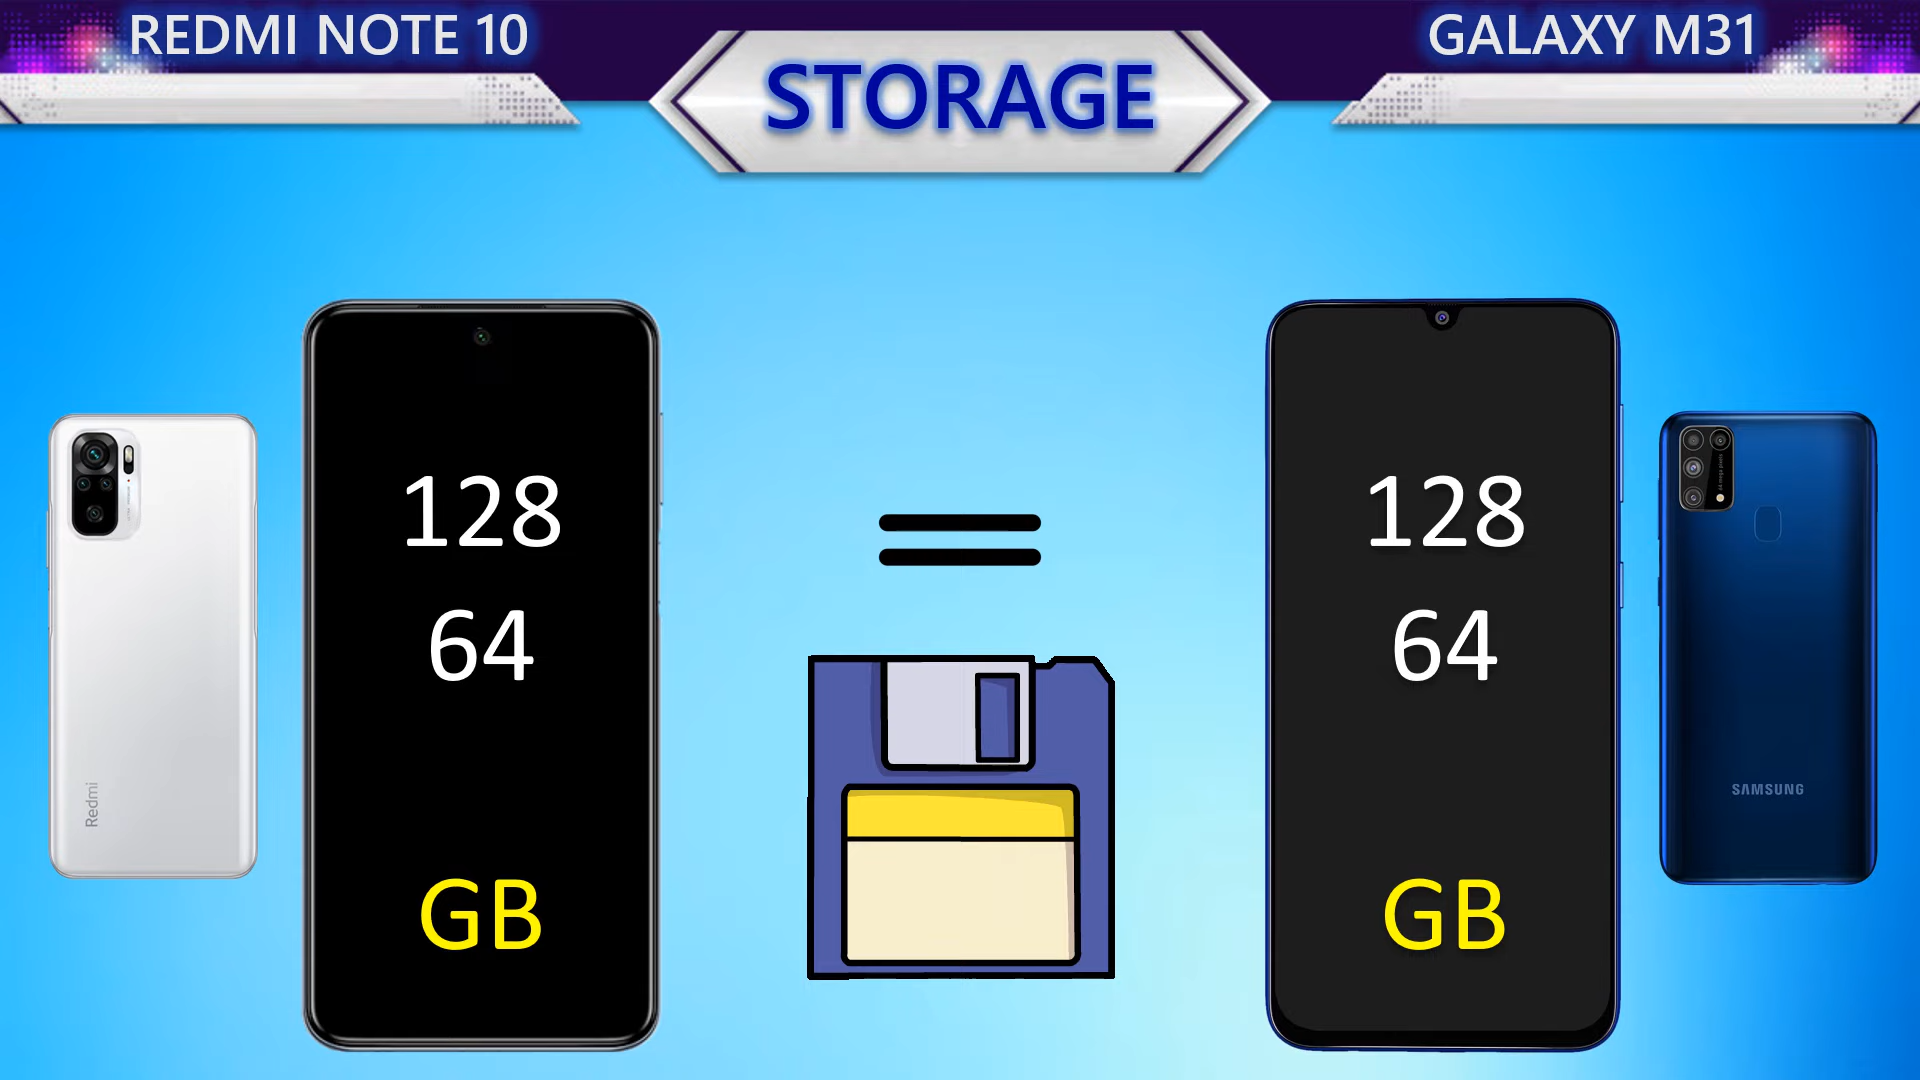 REDMI NOTE 10
STORAGE
GALAXY M31
128
64
GB
Redmi
128
64
GB
SAMSUNG